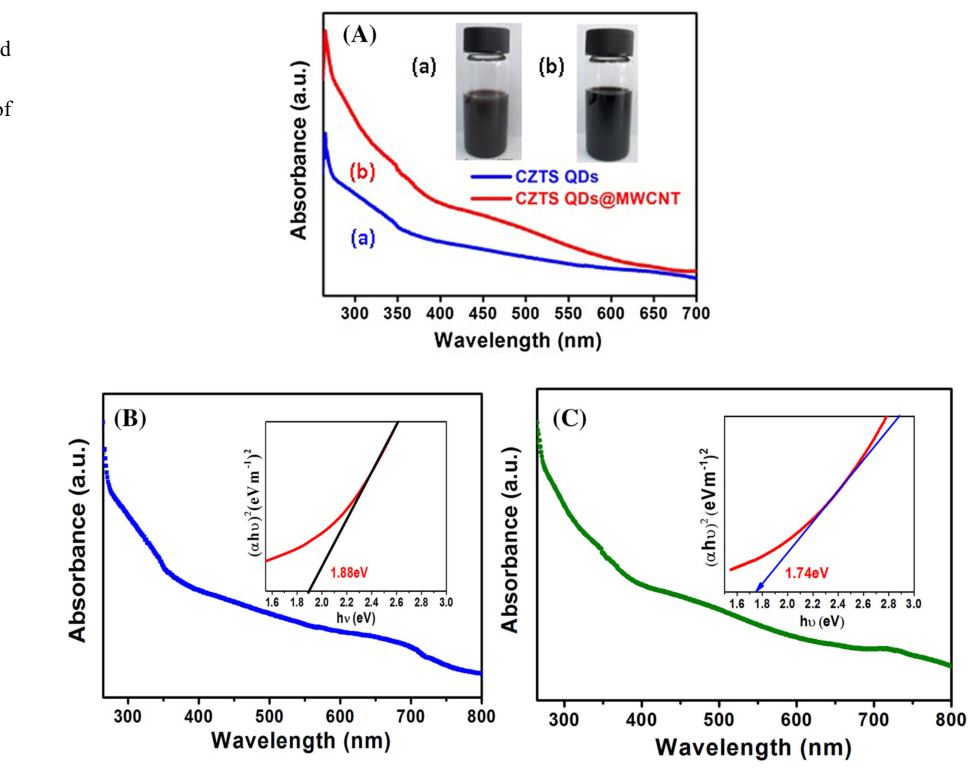 d
of
(A)
(a)
(b)
CZTS QDs
CZTS QDs@MWCNT
(b)
(a)
Absorbance (a.u.)
300 350 400 450 500 550 600 650 700
Wavelength (nm)
(B)
Absorbance (a.u.)
(αhυ)² (eVm⁻¹)²
1.88eV
1.6 1.8 2.0 2.2 2.4 2.6 2.8 3.0
hν (eV)
300 400 500 600 700 800
Wavelength (nm)
(C)
Absorbance (a.u.)
(αhυ)² (eVm⁻¹)²
1.74eV
1.6 1.8 2.0 2.2 2.4 2.6 2.8 3.0
hυ (eV)
300 400 500 600 700 800
Wavelength (nm)